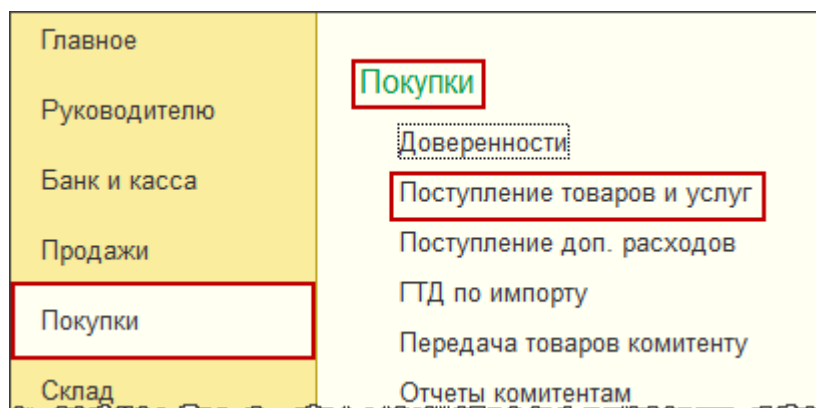 Главное
Руководителю
Банк и касса
Продажи
Покупки
Склад
Покупки
Доверенности
Поступление товаров и услуг
Поступление доп. расходов
ГТД по импорту
Передача товаров комитенту
Отчеты комитентам